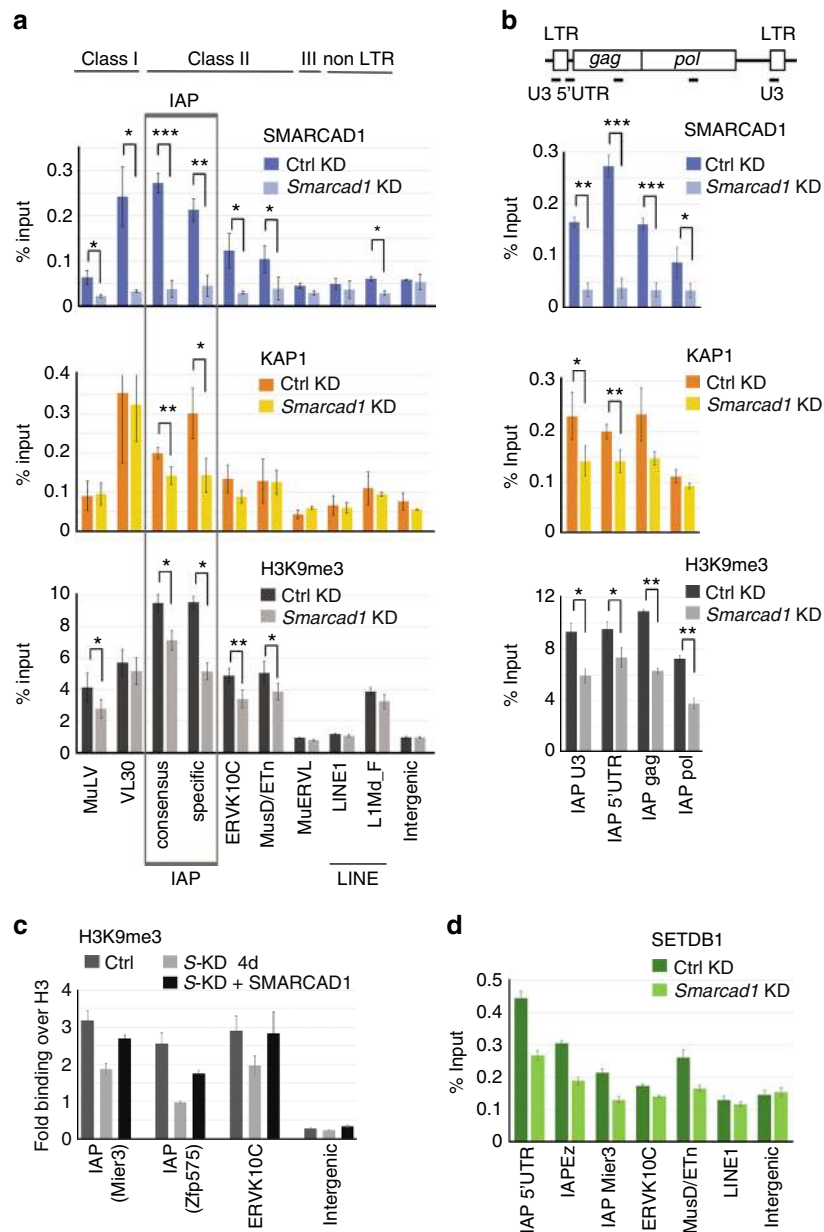 a
Class I Class II III non LTR
IAP
SMARCAD1
Ctrl KD
Smarcad1 KD
% input
0.3
0.2
0.1
0
* * *** ** * * *
KAP1
Ctrl KD
Smarcad1 KD
% input
0.4
0.3
0.2
0.1
0
** *
H3K9me3
Ctrl KD
Smarcad1 KD
% input
10
8
6
4
2
0
* * * ** *
MuLV
VL30
consensus
specific
ERVK10C
MusD/ETn
MuERVL
LINE1
L1Md_F
Intergenic
IAP
LINE
b
LTR LTR
gag pol
U3 5'UTR U3
SMARCAD1
Ctrl KD
Smarcad1 KD
% input
0.3
0.2
0.1
0
** *** *** *
KAP1
Ctrl KD
Smarcad1 KD
% Input
0.3
0.2
0.1
0
* **
H3K9me3
Ctrl KD
Smarcad1 KD
% Input
12
8
4
0
* * ** **
IAP U3
IAP 5'UTR
IAP gag
IAP pol
c
H3K9me3
Ctrl S-KD 4d
S-KD + SMARCAD1
Fold binding over H3
4
3
2
1
0
IAP
(Mier3)
IAP
(Zfp575)
ERVK10C
Intergenic
d
SETDB1
Ctrl KD
Smarcad1 KD
% Input
0.5
0.4
0.3
0.2
0.1
0
IAP 5'UTR
IAPEz
IAP Mier3
ERVK10C
MusD/ETn
LINE1
Intergenic